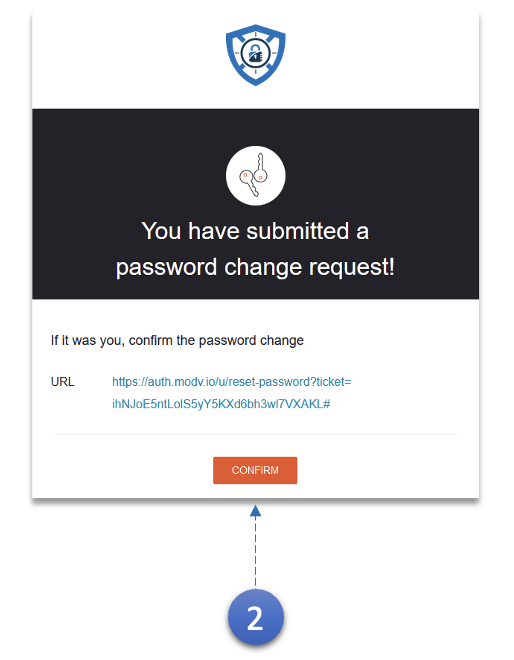 You have submitted a
password change request!
If it was you, confirm the password change
URL
https://auth.modv.io/u/reset-password?ticket=
ihNJoE5ntLolS5yY5KXd6bh3wl7VXAKL#
CONFIRM
2